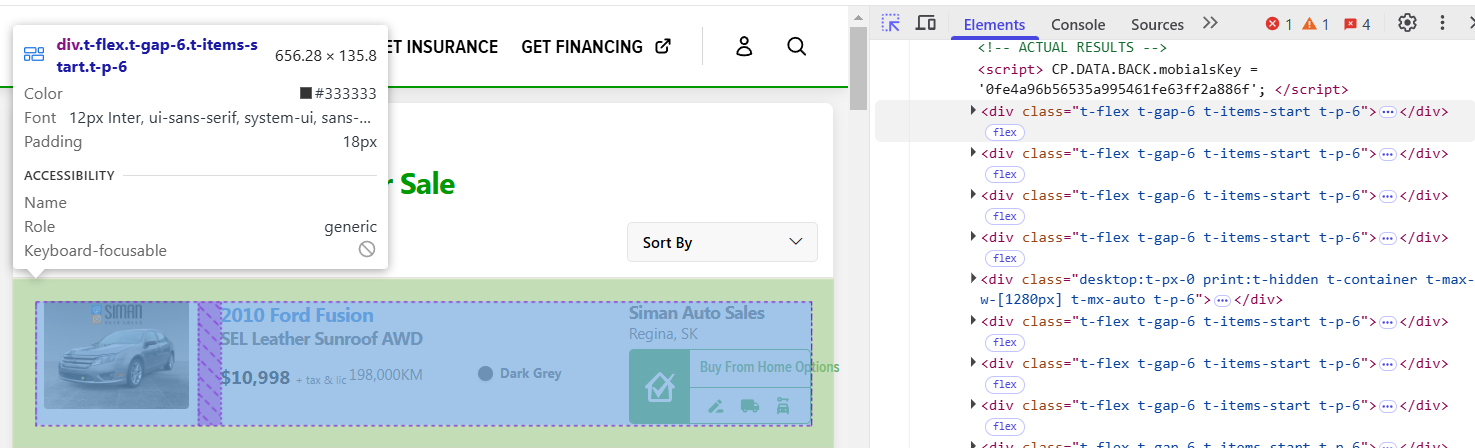 div.t-flex.t-gap-6.t-items-s
tart.t-p-6
656.28 × 135.8
Color
#333333
Font
12px Inter, ui-sans-serif, system-ui, sans-...
Padding
18px
ACCESSIBILITY
Name
Role
generic
Keyboard-focusable
ET INSURANCE
GET FINANCING
Sale
Sort By
SIMAN
2010 Ford Fusion
SEL Leather Sunroof AWD
$10,998 + tax & lic
198,000KM
Dark Grey
Siman Auto Sales
Regina, SK
Buy From Home Options
Elements
Console
Sources
1
1
4
<!-- ACTUAL RESULTS -->
<script> CP.DATA.BACK.mobialsKey =
'0fe4a96b56535a995461fe63ff2a886f'; </script>
<div class="t-flex t-gap-6 t-items-start t-p-6">…</div>
flex
<div class="t-flex t-gap-6 t-items-start t-p-6">…</div>
flex
<div class="t-flex t-gap-6 t-items-start t-p-6">…</div>
flex
<div class="t-flex t-gap-6 t-items-start t-p-6">…</div>
flex
<div class="desktop:t-px-0 print:t-hidden t-container t-max-
w-[1280px] t-mx-auto t-p-6">…</div>
<div class="t-flex t-gap-6 t-items-start t-p-6">…</div>
flex
<div class="t-flex t-gap-6 t-items-start t-p-6">…</div>
flex
<div class="t-flex t-gap-6 t-items-start t-p-6">…</div>
flex